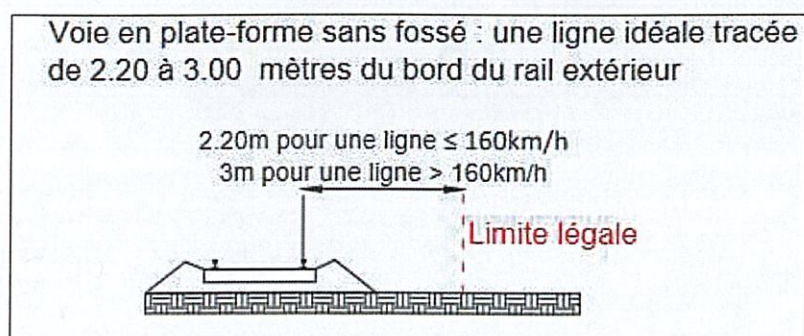 Voie en plate-forme sans fossé : une ligne idéale tracée
de 2.20 à 3.00 mètres du bord du rail extérieur
2.20m pour une ligne ≤ 160km/h
3m pour une ligne > 160km/h
Limite légale